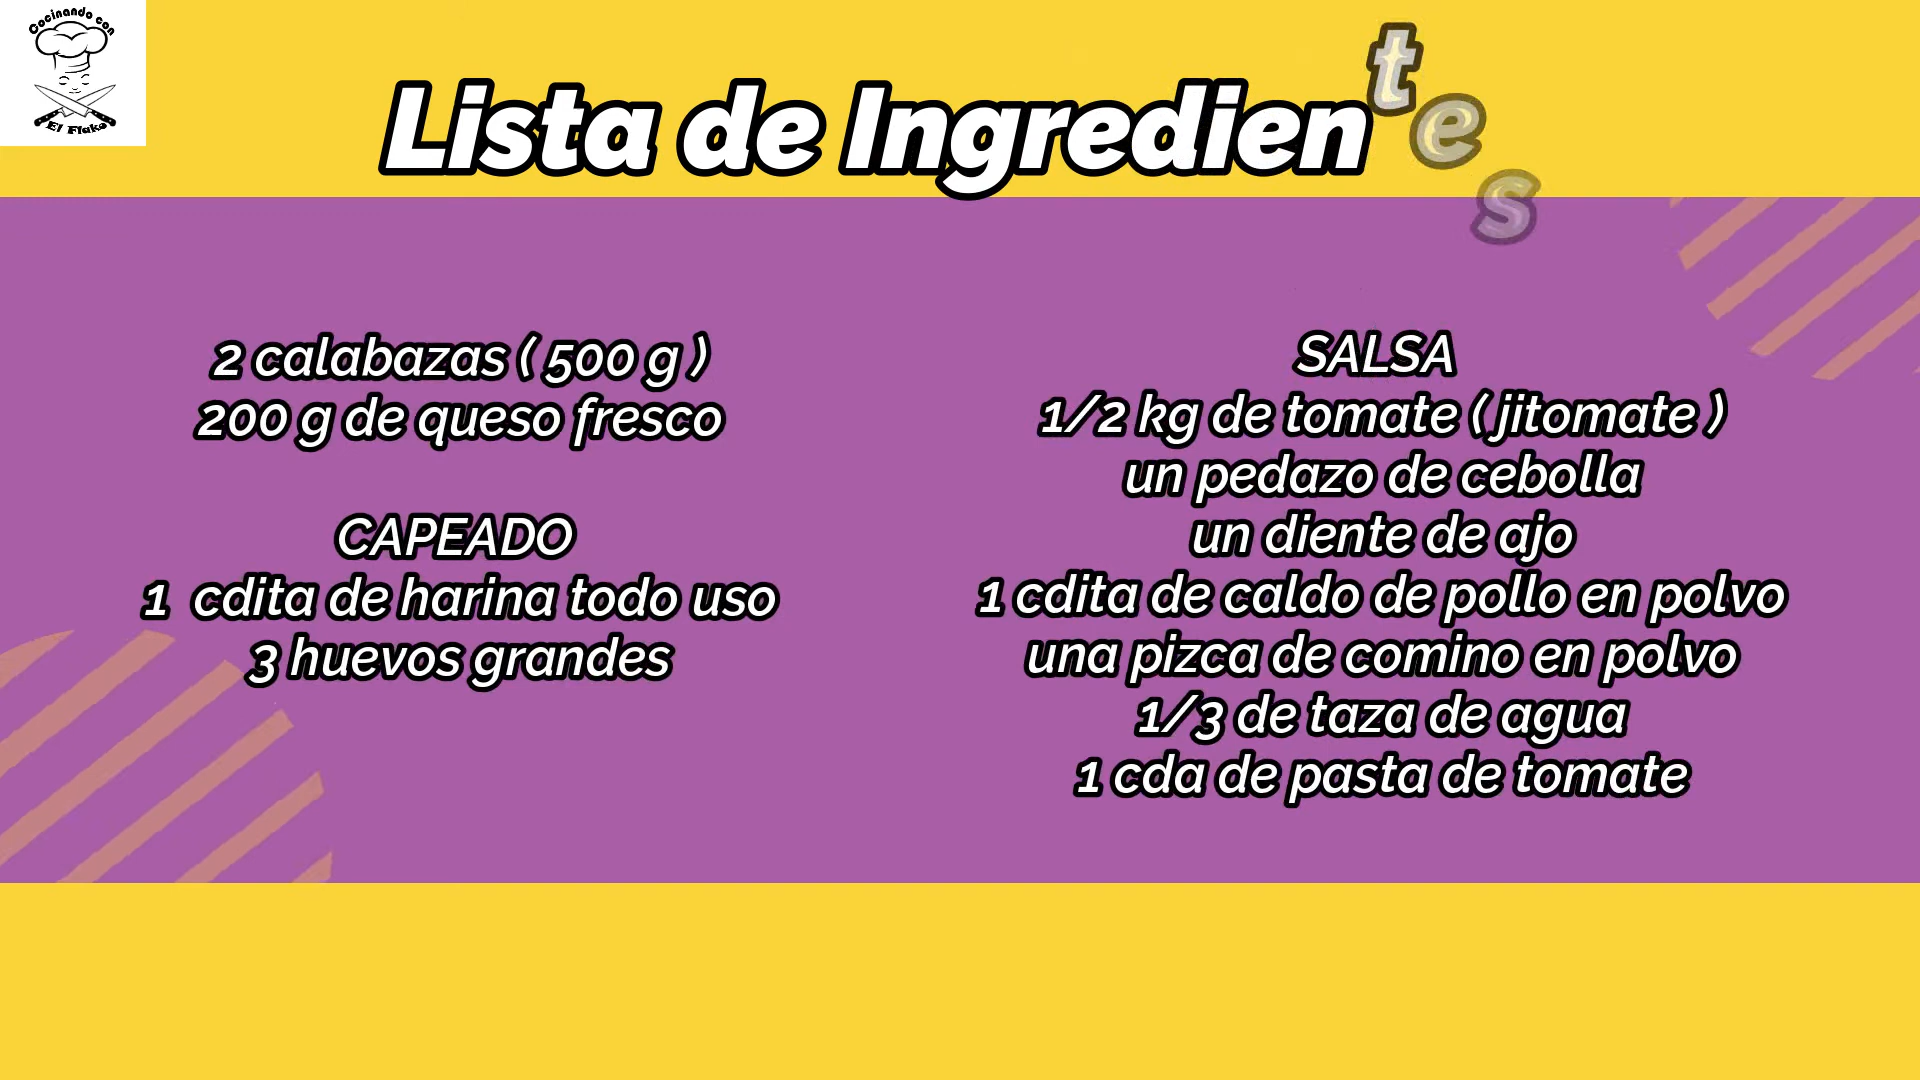 Cocinando con
El Flako
Lista de Ingredientes
2 calabazas ( 500 g )
200 g de queso fresco
CAPEADO
1 cdita de harina todo uso
3 huevos grandes
SALSA
1/2 kg de tomate ( jitomate )
un pedazo de cebolla
un diente de ajo
1 cdita de caldo de pollo en polvo
una pizca de comino en polvo
1/3 de taza de agua
1 cda de pasta de tomate